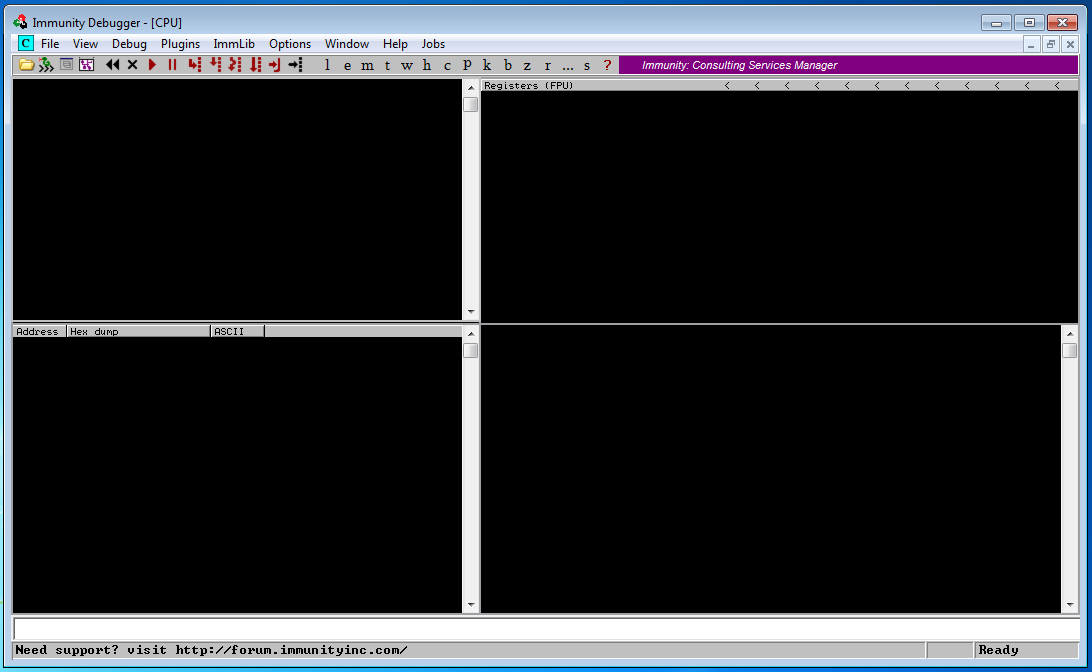 Immunity Debugger - [CPU]
C File View Debug Plugins ImmLib Options Window Help Jobs
l e m t w h c P k b z r ... s ? Immunity: Consulting Services Manager
Registers (FPU) < < < < < < < < < < < <
Address Hex dump ASCII
Need support? visit http://forum.immunityinc.com/ Ready